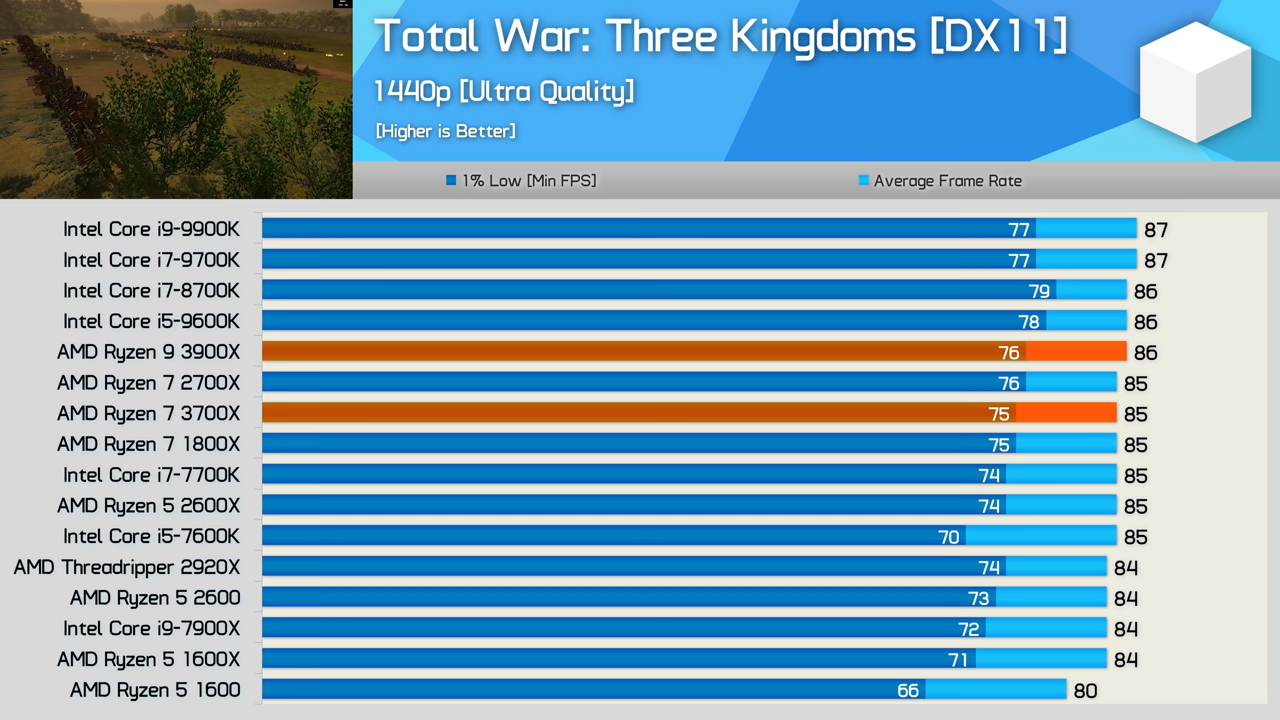 Total War: Three Kingdoms [DX11]
1440p [Ultra Quality]
[Higher is Better]
1% Low [Min FPS] Average Frame Rate
Intel Core i9-9900K 77 87
Intel Core i7-9700K 77 87
Intel Core i7-8700K 79 86
Intel Core i5-9600K 78 86
AMD Ryzen 9 3900X 76 86
AMD Ryzen 7 2700X 76 85
AMD Ryzen 7 3700X 75 85
AMD Ryzen 7 1800X 75 85
Intel Core i7-7700K 74 85
AMD Ryzen 5 2600X 74 85
Intel Core i5-7600K 70 85
AMD Threadripper 2920X 74 84
AMD Ryzen 5 2600 73 84
Intel Core i9-7900X 72 84
AMD Ryzen 5 1600X 71 84
AMD Ryzen 5 1600 66 80